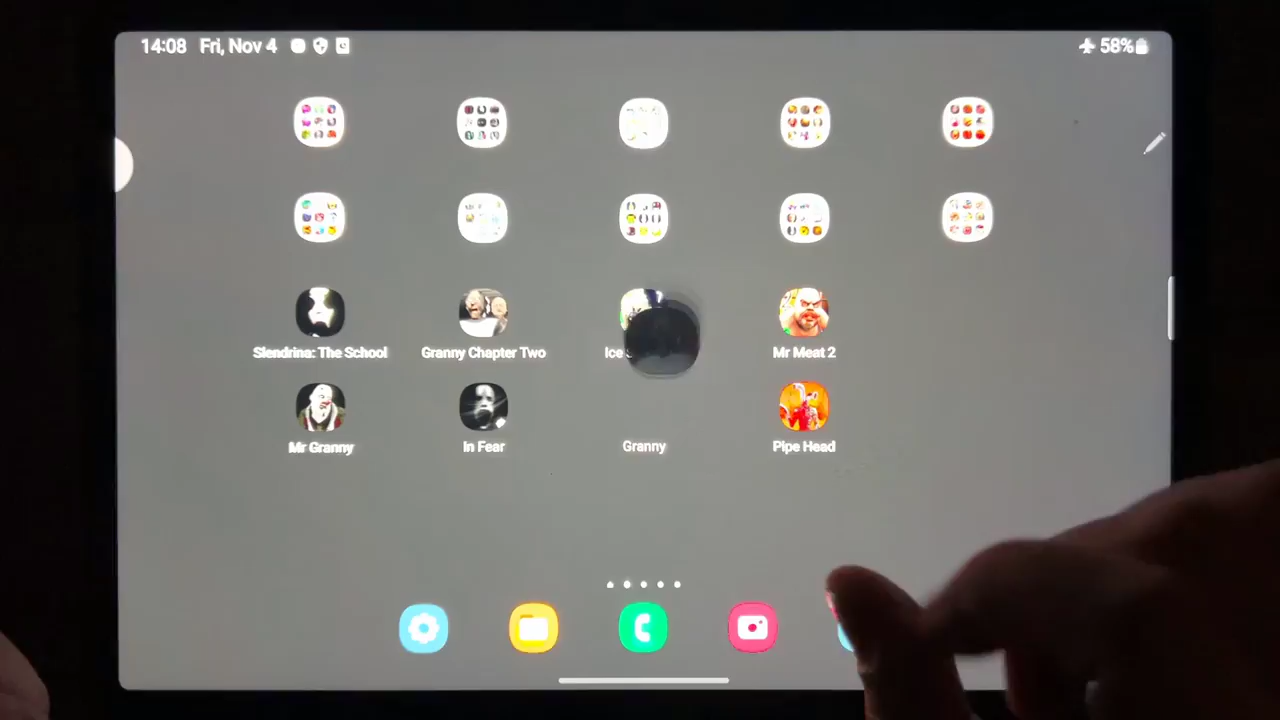 14:08 Fri, Nov 4 58%
Slendrina: The School Granny Chapter Two Ice Mr Meat 2
Mr Granny In Fear Granny Pipe Head